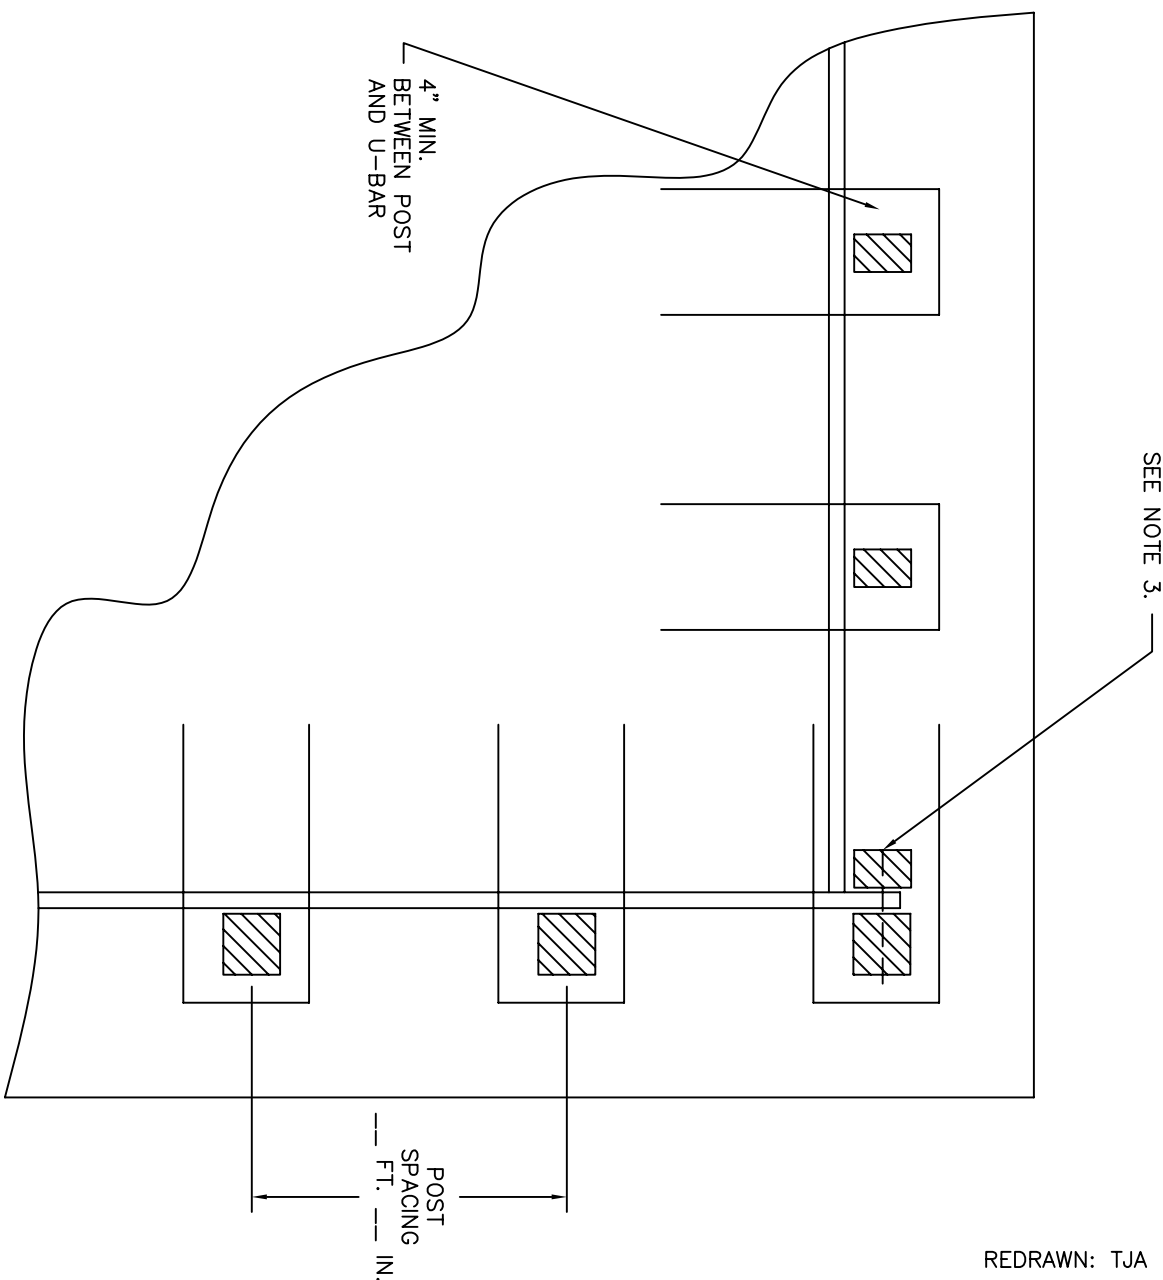 4" MIN.
BETWEEN POST
AND U-BAR
SEE NOTE 3.
POST
SPACING
__ FT. __ IN.
REDRAWN: TJA